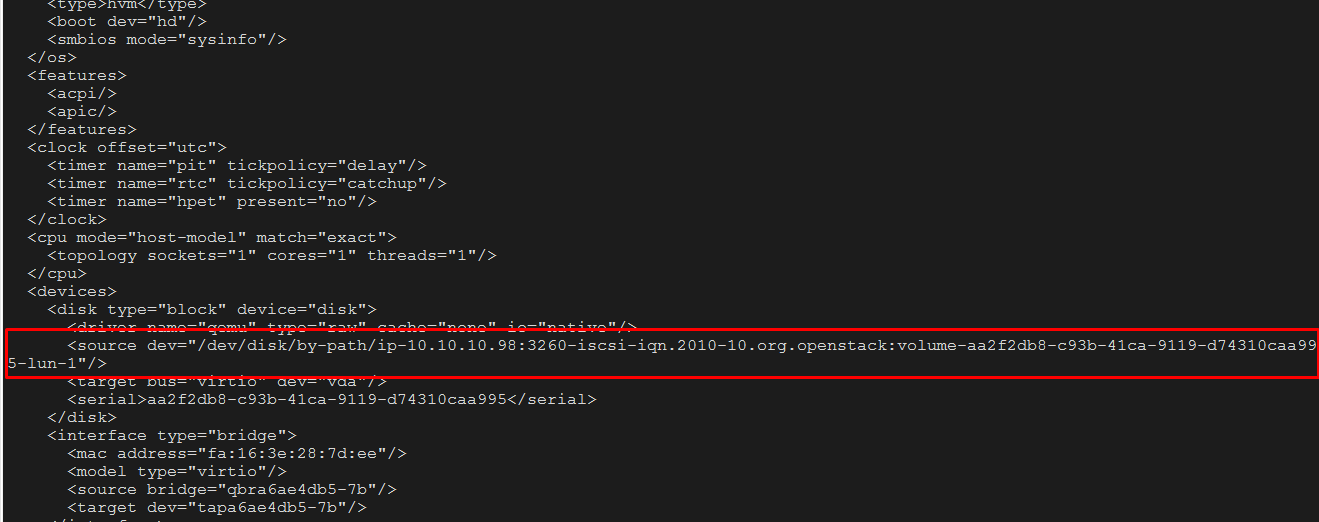 <type>hvm</type>
<boot dev="hd"/>
<smbios mode="sysinfo"/>
</os>
<features>
<acpi/>
<apic/>
</features>
<clock offset="utc">
<timer name="pit" tickpolicy="delay"/>
<timer name="rtc" tickpolicy="catchup"/>
<timer name="hpet" present="no"/>
</clock>
<cpu mode="host-model" match="exact">
<topology sockets="1" cores="1" threads="1"/>
</cpu>
<devices>
<disk type="block" device="disk">
<driver name="qemu" type="raw" cache="none" io="native"/>
<source dev="/dev/disk/by-path/ip-10.10.10.98:3260-iscsi-iqn.2010-10.org.openstack:volume-aa2f2db8-c93b-41ca-9119-d74310caa99
5-lun-1"/>
<target bus="virtio" dev="vda"/>
<serial>aa2f2db8-c93b-41ca-9119-d74310caa995</serial>
</disk>
<interface type="bridge">
<mac address="fa:16:3e:28:7d:ee"/>
<model type="virtio"/>
<source bridge="qbra6ae4db5-7b"/>
<target dev="tapa6ae4db5-7b"/>